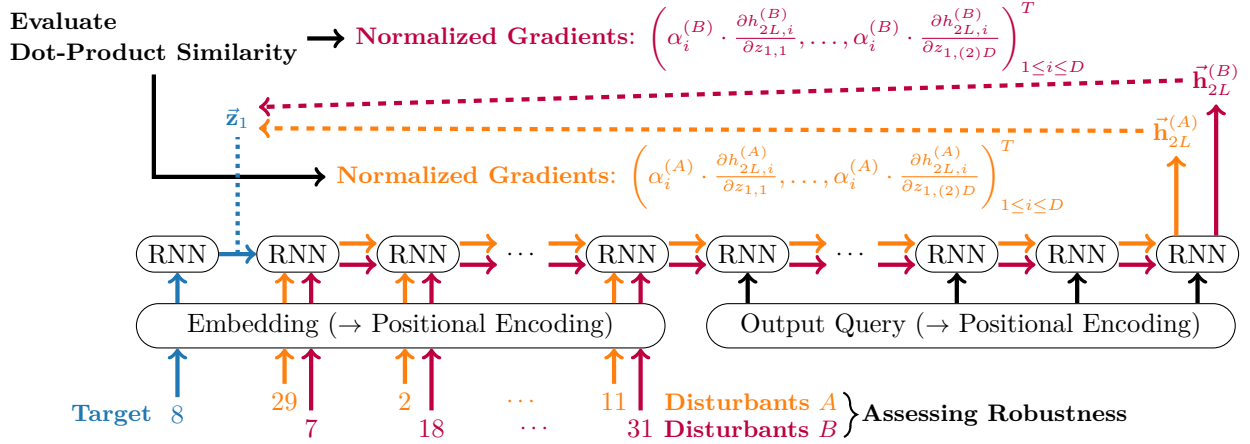 Evaluate
Dot-Product Similarity
Normalized Gradients: (α_i^{(B)} · ∂h_{2L,i}^{(B)}/∂z_{1,1}, . . . , α_i^{(B)} · ∂h_{2L,i}^{(B)}/∂z_{1,(2)D})^T_{1≤i≤D}
h⃗_{2L}^{(B)}
z⃗_1
h⃗_{2L}^{(A)}
Normalized Gradients: (α_i^{(A)} · ∂h_{2L,i}^{(A)}/∂z_{1,1}, . . . , α_i^{(A)} · ∂h_{2L,i}^{(A)}/∂z_{1,(2)D})^T_{1≤i≤D}
RNN RNN RNN · · · RNN RNN · · · RNN RNN RNN
Embedding (→ Positional Encoding) Output Query (→ Positional Encoding)
Target 8
29 2 · · · 11 Disturbants A
7 18 · · · 31 Disturbants B
} Assessing Robustness